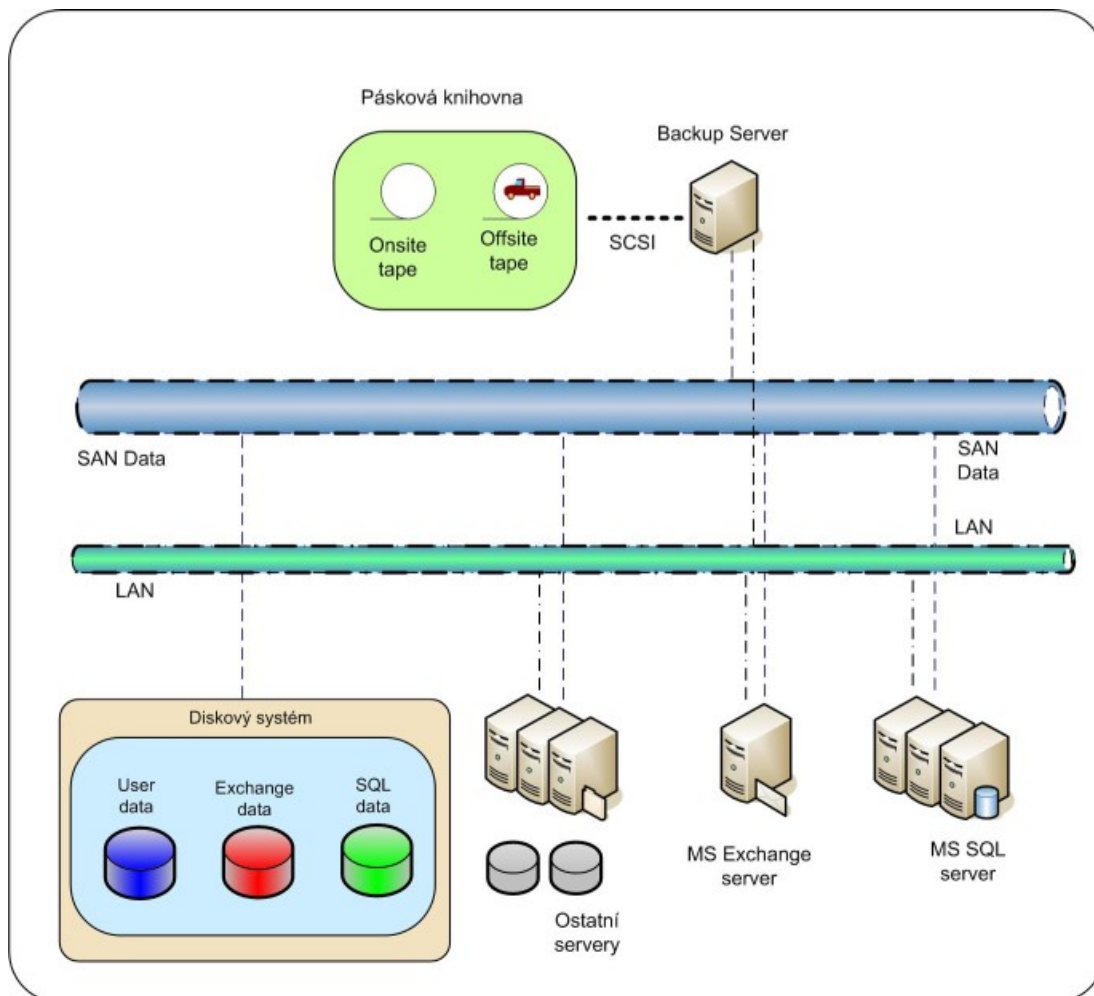 Pásková knihovna
Backup Server
Onsite
tape
Offsite
tape
SCSI
SAN Data
SAN
Data
LAN
LAN
Diskový systém
User
data
Exchange
data
SQL
data
Ostatní
servery
MS Exchange
server
MS SQL
server